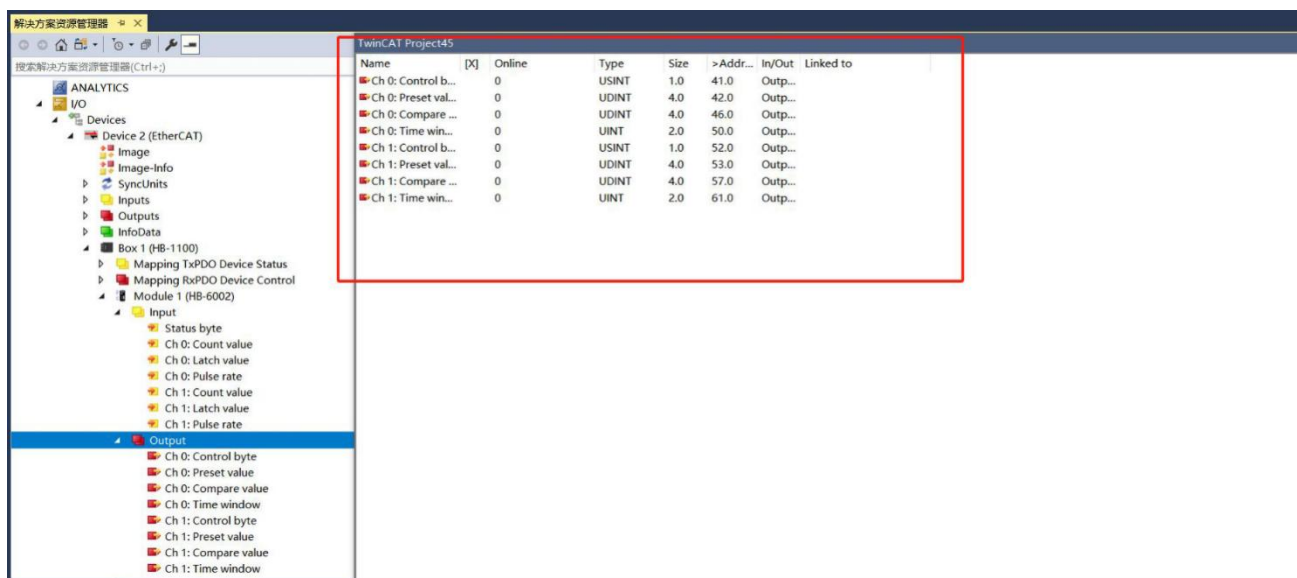 解决方案资源管理器
搜索解决方案资源管理器(Ctrl+;)
ANALYTICS
I/O
Devices
Device 2 (EtherCAT)
Image
Image-Info
SyncUnits
Inputs
Outputs
InfoData
Box 1 (HB-1100)
Mapping TxPDO Device Status
Mapping RxPDO Device Control
Module 1 (HB-6002)
Input
Status byte
Ch 0: Count value
Ch 0: Latch value
Ch 0: Pulse rate
Ch 1: Count value
Ch 1: Latch value
Ch 1: Pulse rate
Output
Ch 0: Control byte
Ch 0: Preset value
Ch 0: Compare value
Ch 0: Time window
Ch 1: Control byte
Ch 1: Preset value
Ch 1: Compare value
Ch 1: Time window
TwinCAT Project45
Name [X] Online Type Size >Addr... In/Out Linked to
Ch 0: Control b... 0 USINT 1.0 41.0 Outp...
Ch 0: Preset val... 0 UDINT 4.0 42.0 Outp...
Ch 0: Compare ... 0 UDINT 4.0 46.0 Outp...
Ch 0: Time win... 0 UINT 2.0 50.0 Outp...
Ch 1: Control b... 0 USINT 1.0 52.0 Outp...
Ch 1: Preset val... 0 UDINT 4.0 53.0 Outp...
Ch 1: Compare ... 0 UDINT 4.0 57.0 Outp...
Ch 1: Time win... 0 UINT 2.0 61.0 Outp...